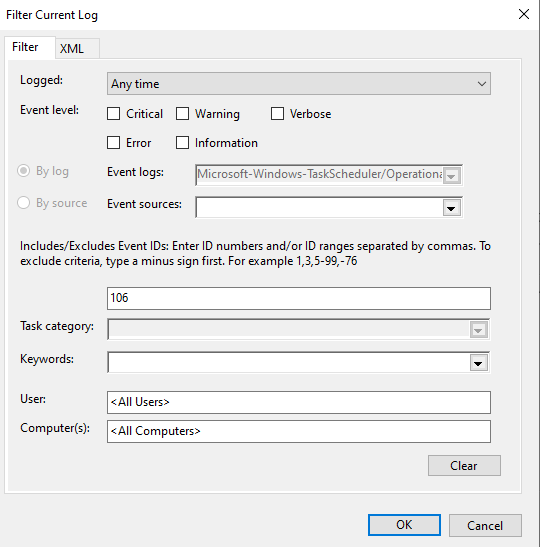 Filter Current Log
Filter XML
Logged: Any time
Event level: Critical Warning Verbose
Error Information
By log Event logs: Microsoft-Windows-TaskScheduler/Operationa
By source Event sources:
Includes/Excludes Event IDs: Enter ID numbers and/or ID ranges separated by commas. To
exclude criteria, type a minus sign first. For example 1,3,5-99,-76
106
Task category:
Keywords:
User: <All Users>
Computer(s): <All Computers>
Clear
OK Cancel